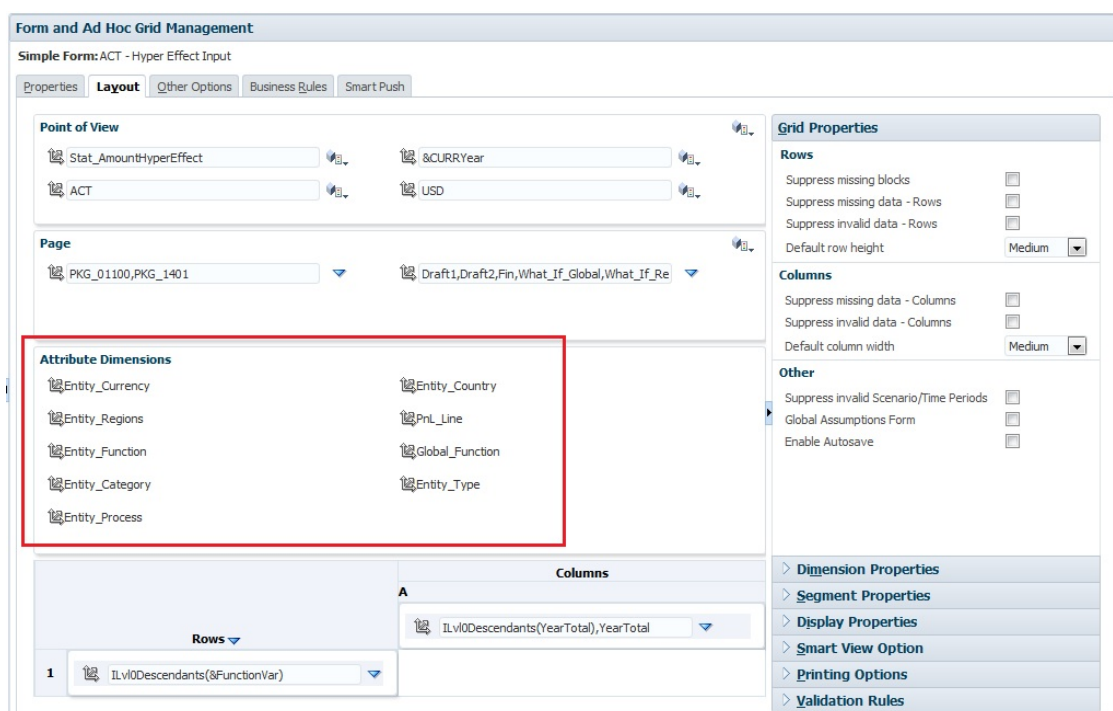 Form and Ad Hoc Grid Management
Simple Form: ACT - Hyper Effect Input
Properties Layout Other Options Business Rules Smart Push
Point of View
Stat_AmountHyperEffect &CURRYear
ACT USD
Page
PKG_01100,PKG_1401 Draft1,Draft2,Fin,What_If_Global,What_If_Re
Attribute Dimensions
Entity_Currency Entity_Country
Entity_Regions PnL_Line
Entity_Function Global_Function
Entity_Category Entity_Type
Entity_Process
Columns
A
ILvl0Descendants(YearTotal),YearTotal
Rows
1 ILvl0Descendants(&FunctionVar)
Grid Properties
Rows
Suppress missing blocks
Suppress missing data - Rows
Suppress invalid data - Rows
Default row height Medium
Columns
Suppress missing data - Columns
Suppress invalid data - Columns
Default column width Medium
Other
Suppress invalid Scenario/Time Periods
Global Assumptions Form
Enable Autosave
Dimension Properties
Segment Properties
Display Properties
Smart View Option
Printing Options
Validation Rules